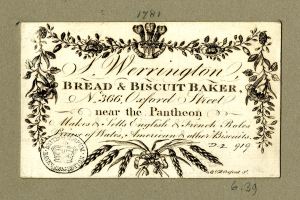 1781
S. Werrington,
BREAD & BISCUIT BAKER,
No. 366, Oxford Street
near the Pantheon
Makes & Sells English & French Rolls
Prince of Wales, American & other Biscuits.
D.2. 919
6.39